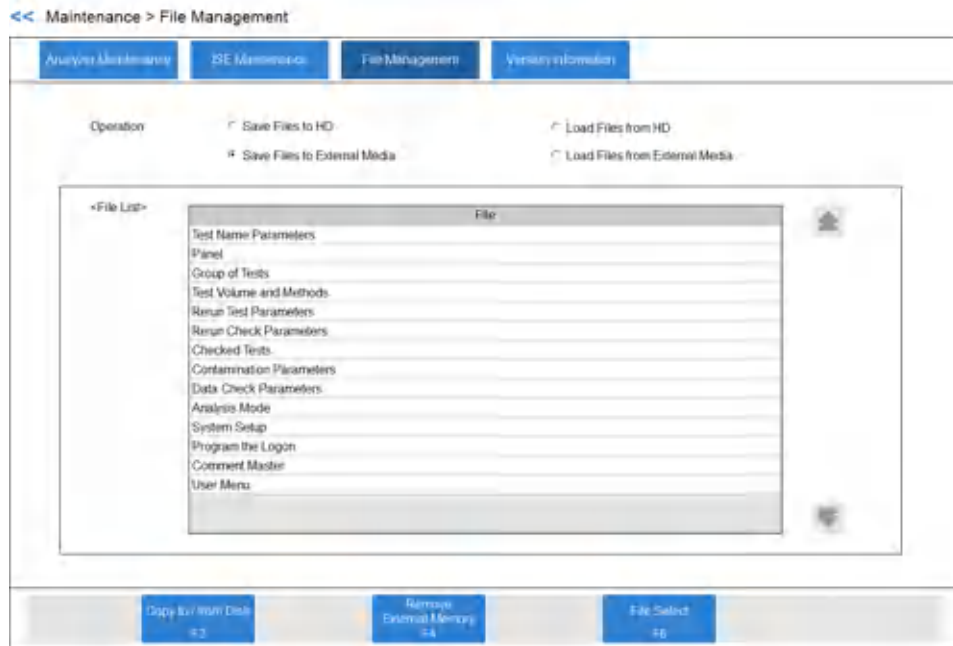 << Maintenance > File Management
Analyzer Maintenance ISE Maintenance File Management Version Information
Operation Save Files to HD Load Files from HD
Save Files to External Media Load Files from External Media
<File List>
File
Test Name Parameters
Panel
Group of Tests
Test Volume and Methods
Rerun Test Parameters
Rerun Check Parameters
Checked Tests
Contamination Parameters
Data Check Parameters
Analysis Mode
System Setup
Program the Logon
Comment Master
User Menu
Copy to / from Disk Remove External Memory File Select
F4 F6